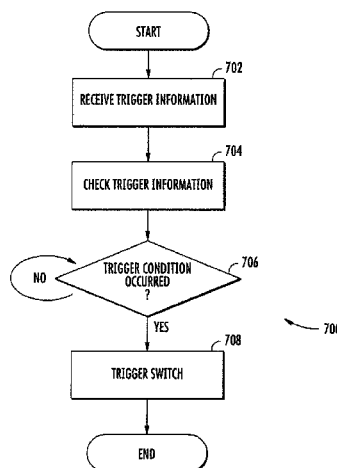 START
702
RECEIVE TRIGGER INFORMATION
704
CHECK TRIGGER INFORMATION
706
TRIGGER CONDITION
OCCURRED
?
NO
YES
700
708
TRIGGER SWITCH
END